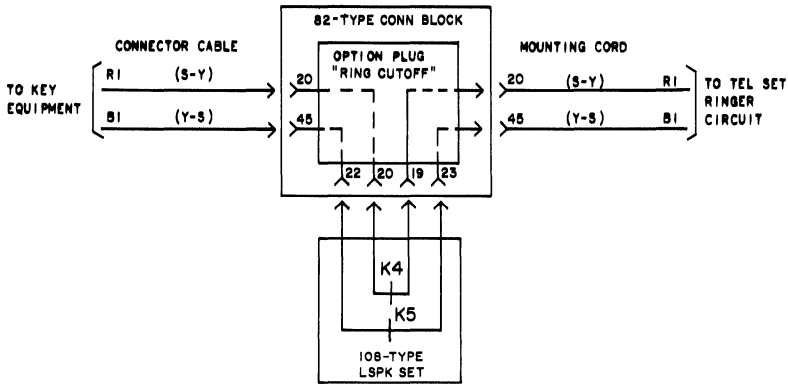 82-TYPE CONN BLOCK
CONNECTOR CABLE
OPTION PLUG
"RING CUTOFF"
MOUNTING CORD
TO KEY
EQUIPMENT
R1 (S-Y) 20
B1 (Y-S) 45
20 (S-Y) R1
45 (Y-S) B1
TO TEL SET
RINGER
CIRCUIT
22 20 19 23
K4
K5
108-TYPE
LSPK SET